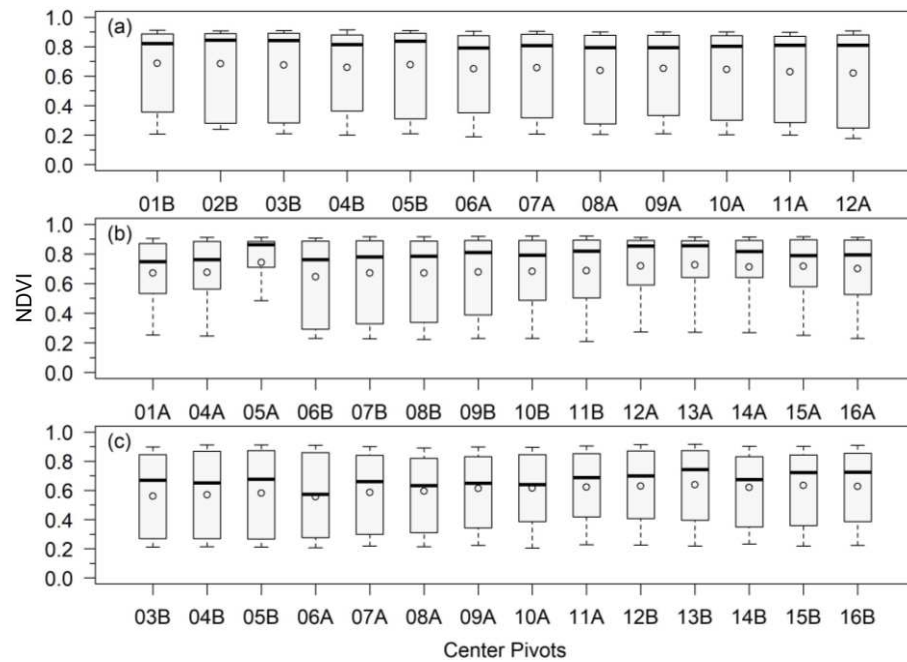 (a)
1.0
0.8
0.6
0.4
0.2
0.0
01B 02B 03B 04B 05B 06A 07A 08A 09A 10A 11A 12A
(b)
1.0
0.8
0.6
0.4
0.2
0.0
NDVI
01A 04A 05A 06B 07B 08B 09B 10B 11B 12A 13A 14A 15A 16A
(c)
1.0
0.8
0.6
0.4
0.2
0.0
03B 04B 05B 06A 07A 08A 09A 10A 11A 12B 13B 14B 15B 16B
Center Pivots